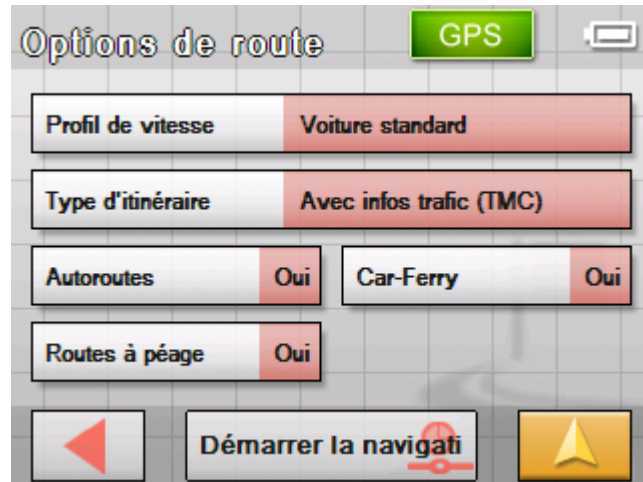 Options de route
GPS
Profil de vitesse Voiture standard
Type d'itinéraire Avec infos trafic (TMC)
Autoroutes Oui Car-Ferry Oui
Routes à péage Oui
Démarrer la navigati